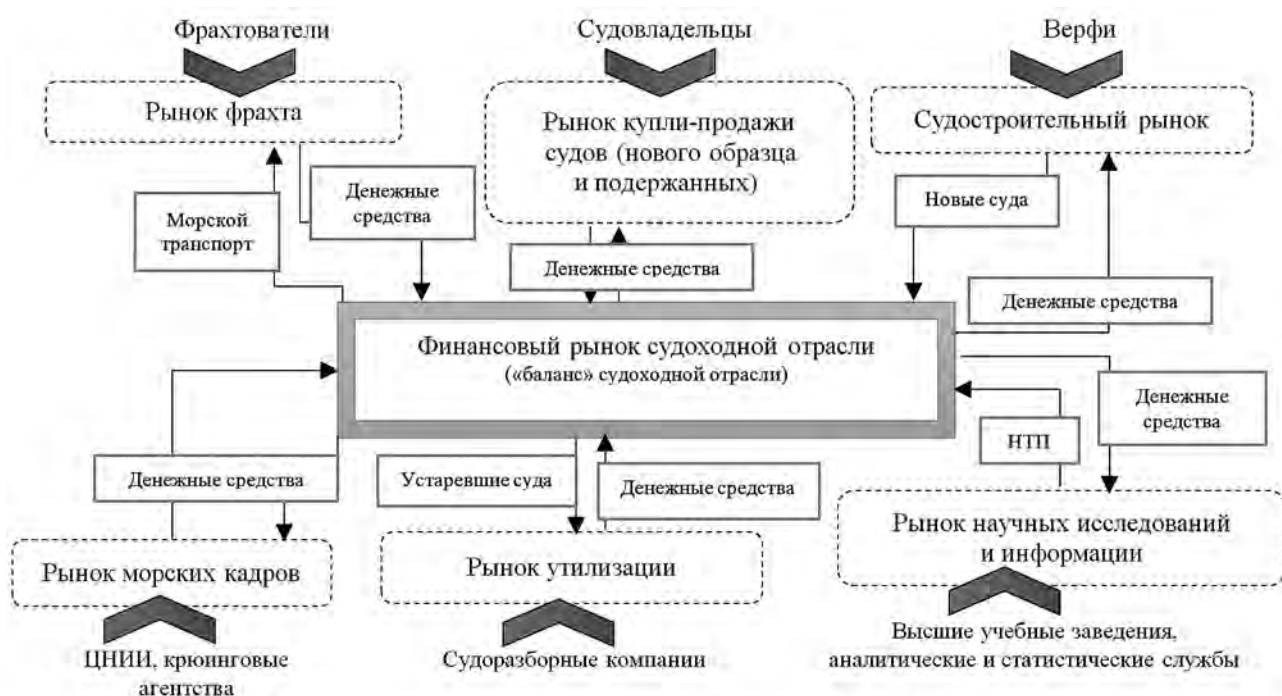 Фрахтователи
Судовладельцы
Верфи
Рынок фрахта
Рынок купли-продажи
судов (нового образца
и подержанных)
Судостроительный рынок
Морской
транспорт
Денежные
средства
Денежные средства
Новые суда
Денежные средства
Финансовый рынок судоходной отрасли
(«баланс» судоходной отрасли)
Денежные средства
Устаревшие суда
Денежные средства
НТП
Денежные
средства
Рынок морских кадров
Рынок утилизации
Рынок научных исследований
и информации
ЦНИИ, крюинговые
агентства
Судоразборные компании
Высшие учебные заведения,
аналитические и статистические службы